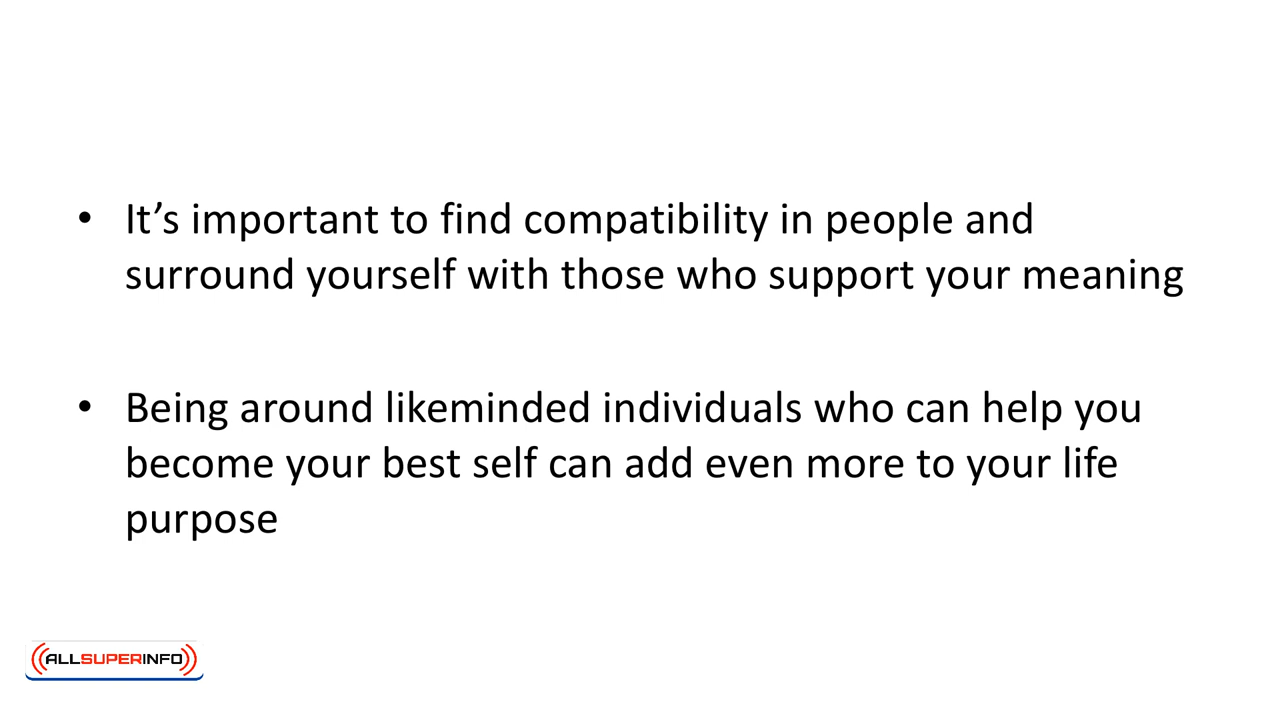 • It’s important to find compatibility in people and
surround yourself with those who support your meaning
• Being around likeminded individuals who can help you
become your best self can add even more to your life
purpose
ALLSUPERINFO